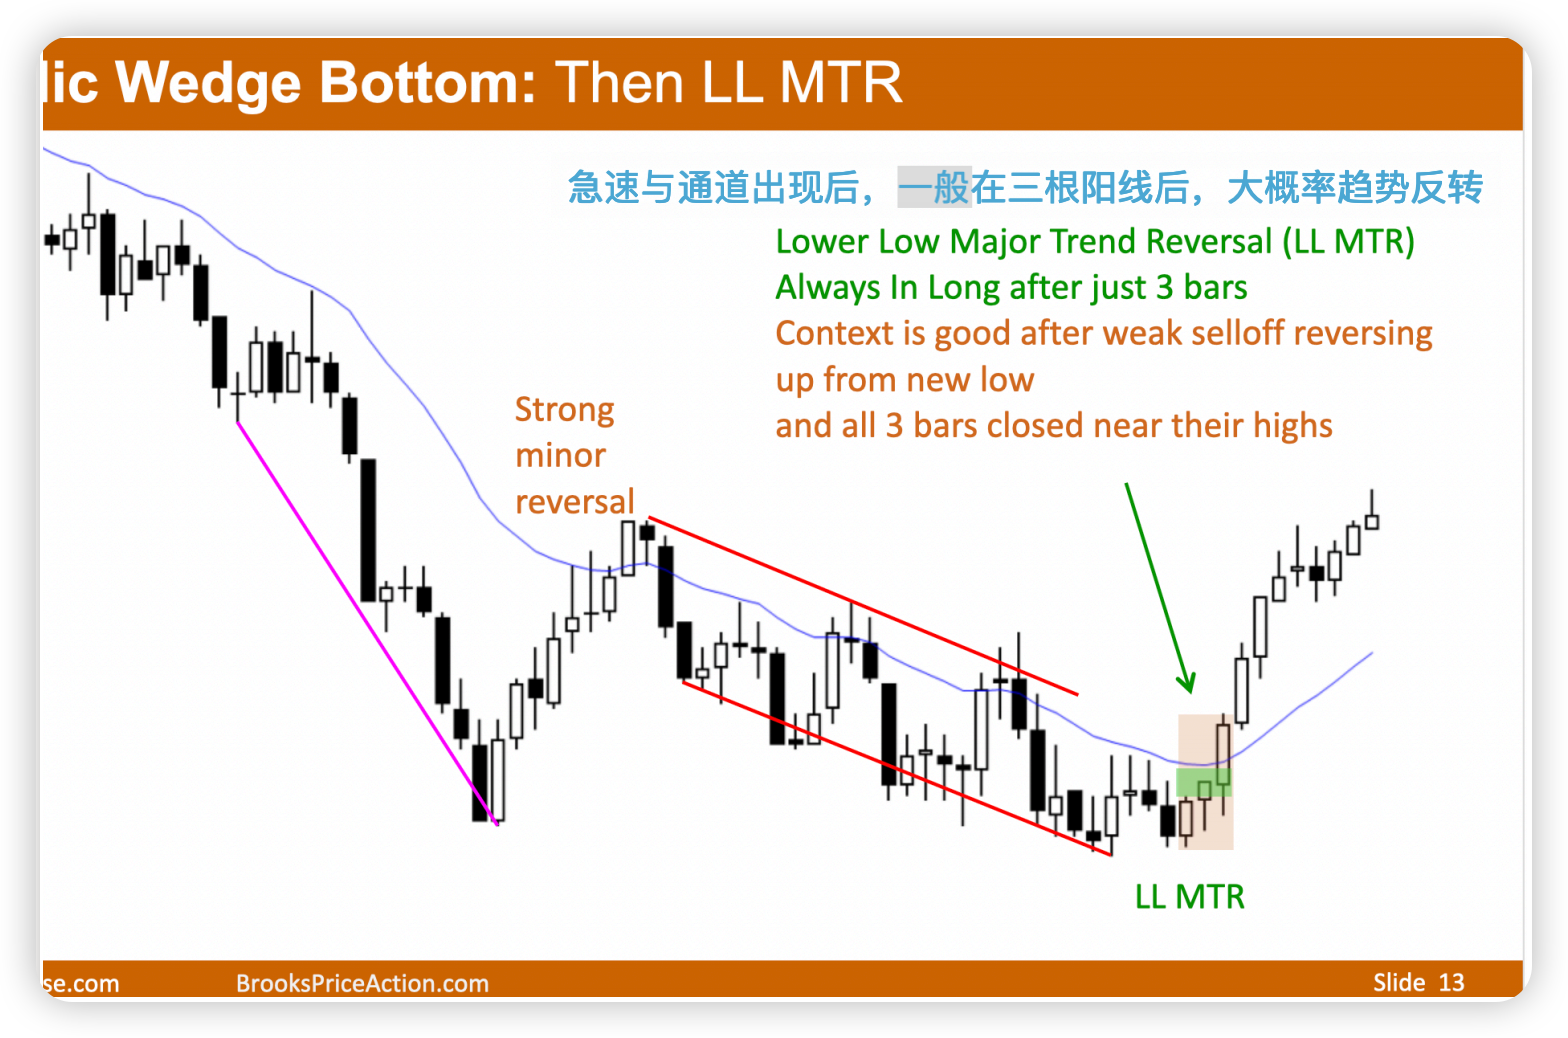 lic Wedge Bottom: Then LL MTR
急速与通道出现后，一般在三根阳线后，大概率趋势反转
Lower Low Major Trend Reversal (LL MTR)
Always In Long after just 3 bars
Context is good after weak selloff reversing
up from new low
and all 3 bars closed near their highs
Strong
minor
reversal
LL MTR
se.com
BrooksPriceAction.com
Slide 13